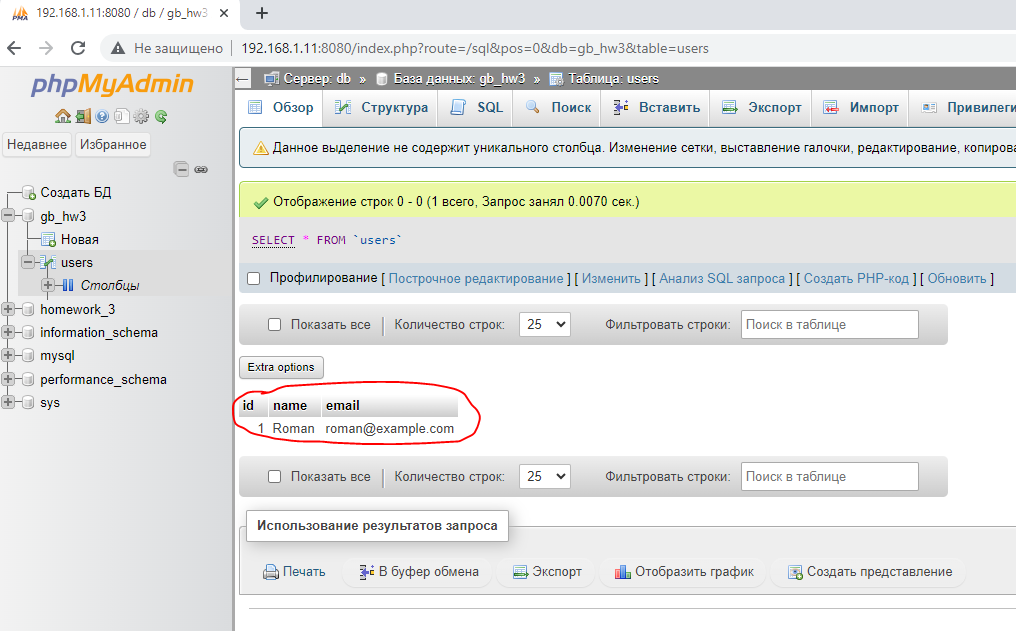 192.168.1.11:8080 / db / gb_hw3
Не защищено 192.168.1.11:8080/index.php?route=/sql&pos=0&db=gb_hw3&table=users
phpMyAdmin
Недавнее Избранное
Создать БД
gb_hw3
Новая
users
Столбцы
homework_3
information_schema
mysql
performance_schema
sys
Сервер: db » База данных: gb_hw3 » Таблица: users
Обзор Структура SQL Поиск Вставить Экспорт Импорт Привилеги
Данное выделение не содержит уникального столбца. Изменение сетки, выставление галочки, редактирование, копирова
Отображение строк 0 - 0 (1 всего, Запрос занял 0.0070 сек.)
SELECT * FROM `users`
Профилирование [ Построчное редактирование ] [ Изменить ] [ Анализ SQL запроса ] [ Создать PHP-код ] [ Обновить ]
Показать все Количество строк: 25 Фильтровать строки: Поиск в таблице
Extra options
id name email
1 Roman roman@example.com
Показать все Количество строк: 25 Фильтровать строки: Поиск в таблице
Использование результатов запроса
Печать В буфер обмена Экспорт Отобразить график Создать представление